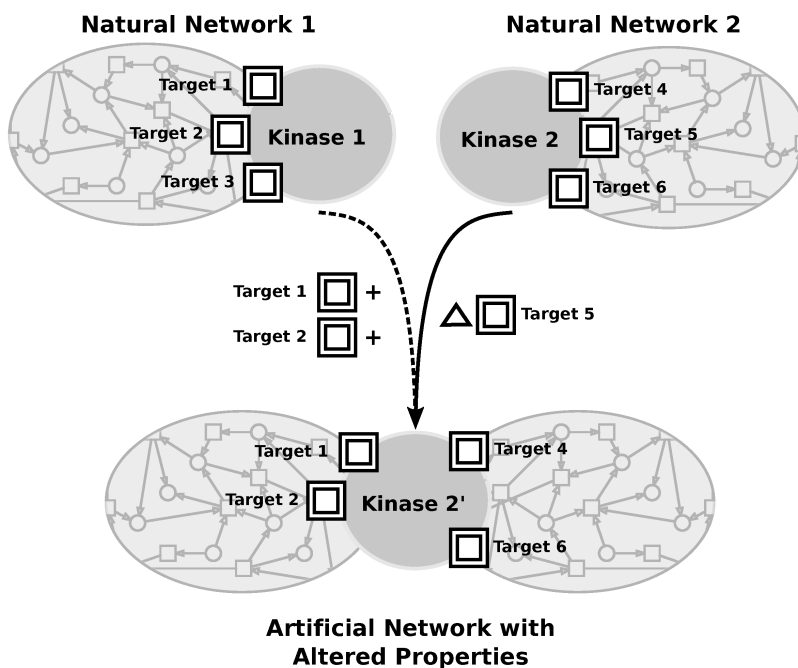 Natural Network 1
Natural Network 2
Target 1
Target 2
Target 3
Kinase 1
Kinase 2
Target 4
Target 5
Target 6
Target 1 +
Target 2 +
△ Target 5
Target 1
Target 2
Kinase 2'
Target 4
Target 6
Artificial Network with
Altered Properties